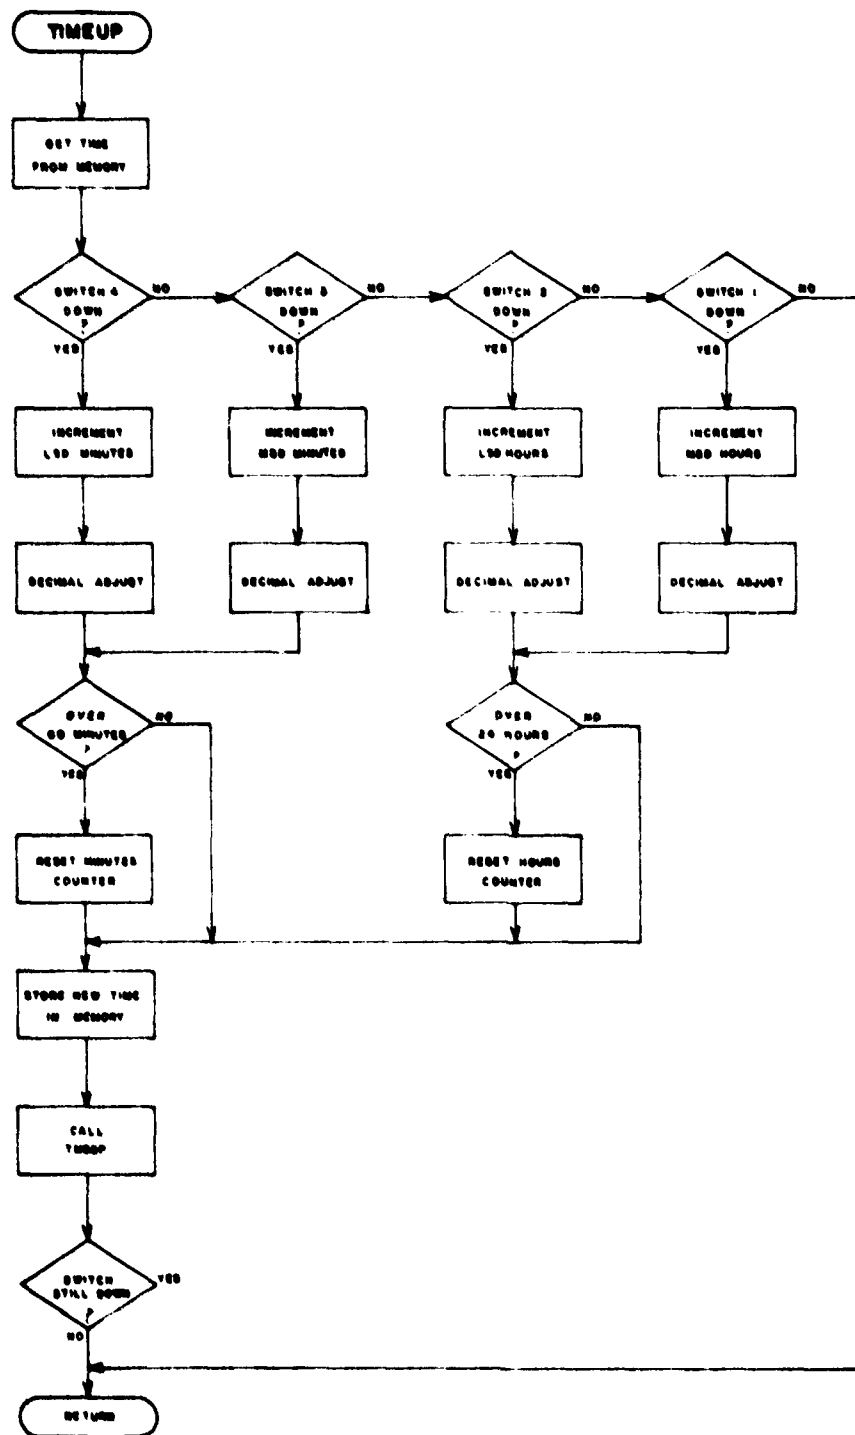 TIMEUP
GET TIME
FROM MEMORY
SWITCH 4
DOWN
?
NO
YES
SWITCH 3
DOWN
?
NO
YES
SWITCH 2
DOWN
?
NO
YES
SWITCH 1
DOWN
?
NO
YES
INCREMENT
LSD MINUTES
INCREMENT
MSD MINUTES
INCREMENT
LSD HOURS
INCREMENT
MSD HOURS
DECIMAL ADJUST
DECIMAL ADJUST
DECIMAL ADJUST
DECIMAL ADJUST
OVER
60 MINUTES
?
NO
YES
OVER
24 HOURS
?
NO
YES
RESET MINUTES
COUNTER
RESET HOURS
COUNTER
STORE NEW TIME
IN MEMORY
CALL
SWITCH
STILL DOWN
?
YES
NO
RETURN